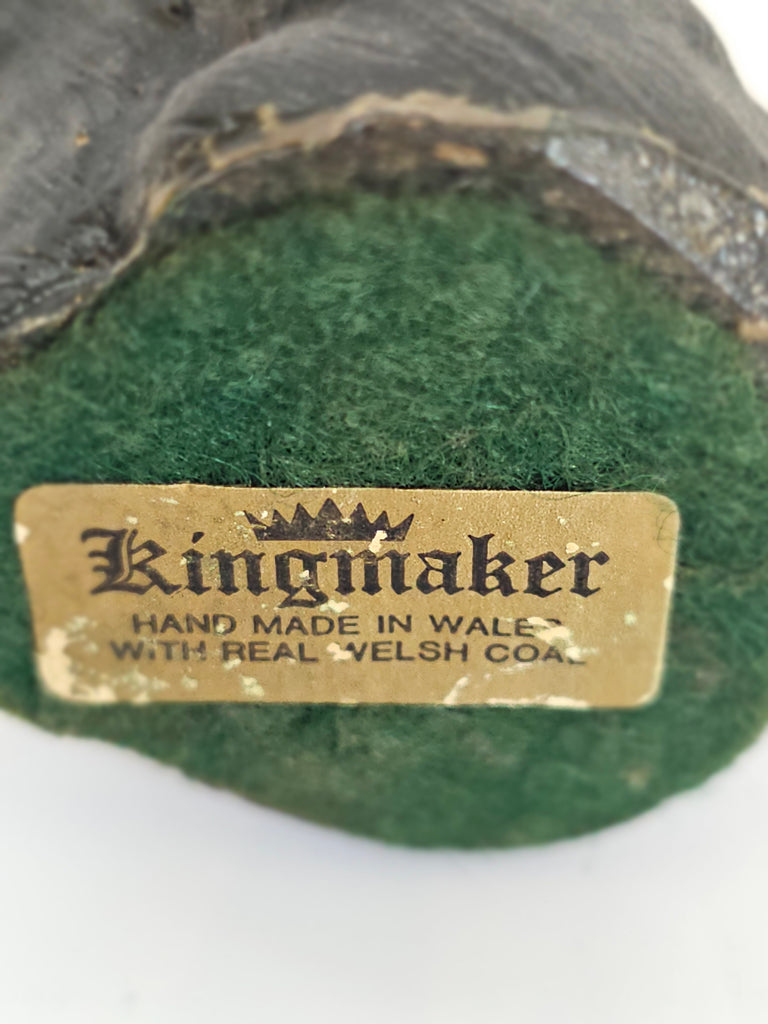 Kingmaker
HAND MADE IN WALES
WITH REAL WELSH COAL